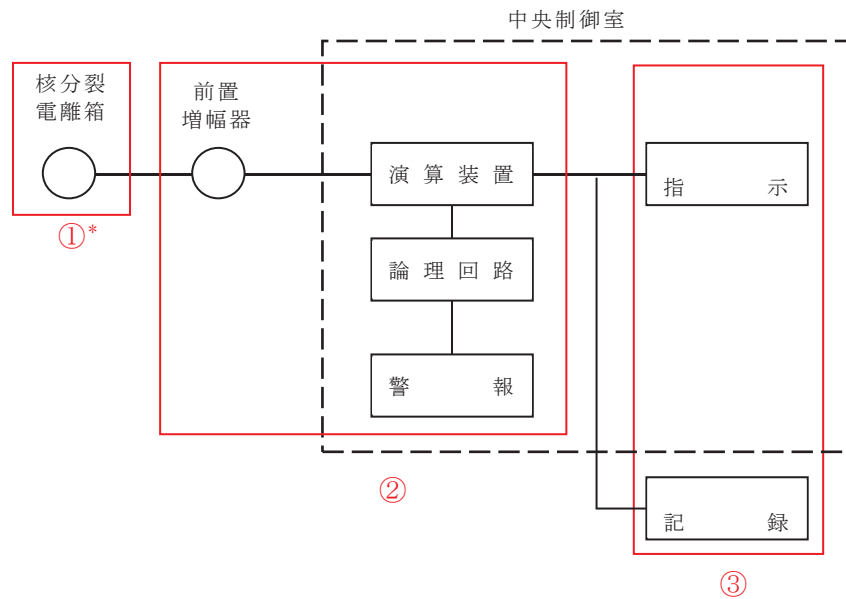 中央制御室
核分裂
電離箱
前置
増幅器
演算装置
指示
①*
論理回路
警報
②
記録
③